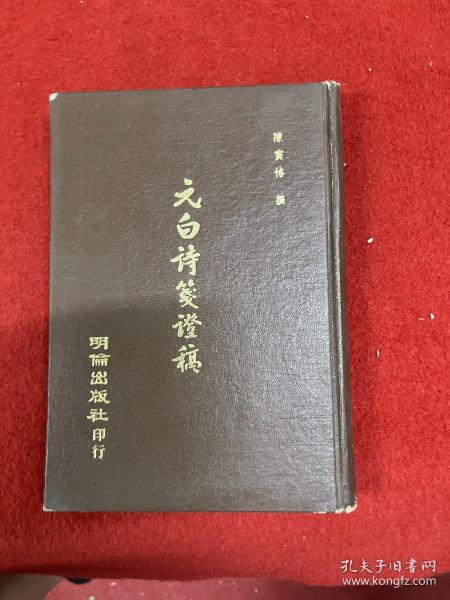 陳寅恪 撰
元白詩箋證稿
明倫出版社印行
孔夫子旧书网
www.kongfz.com